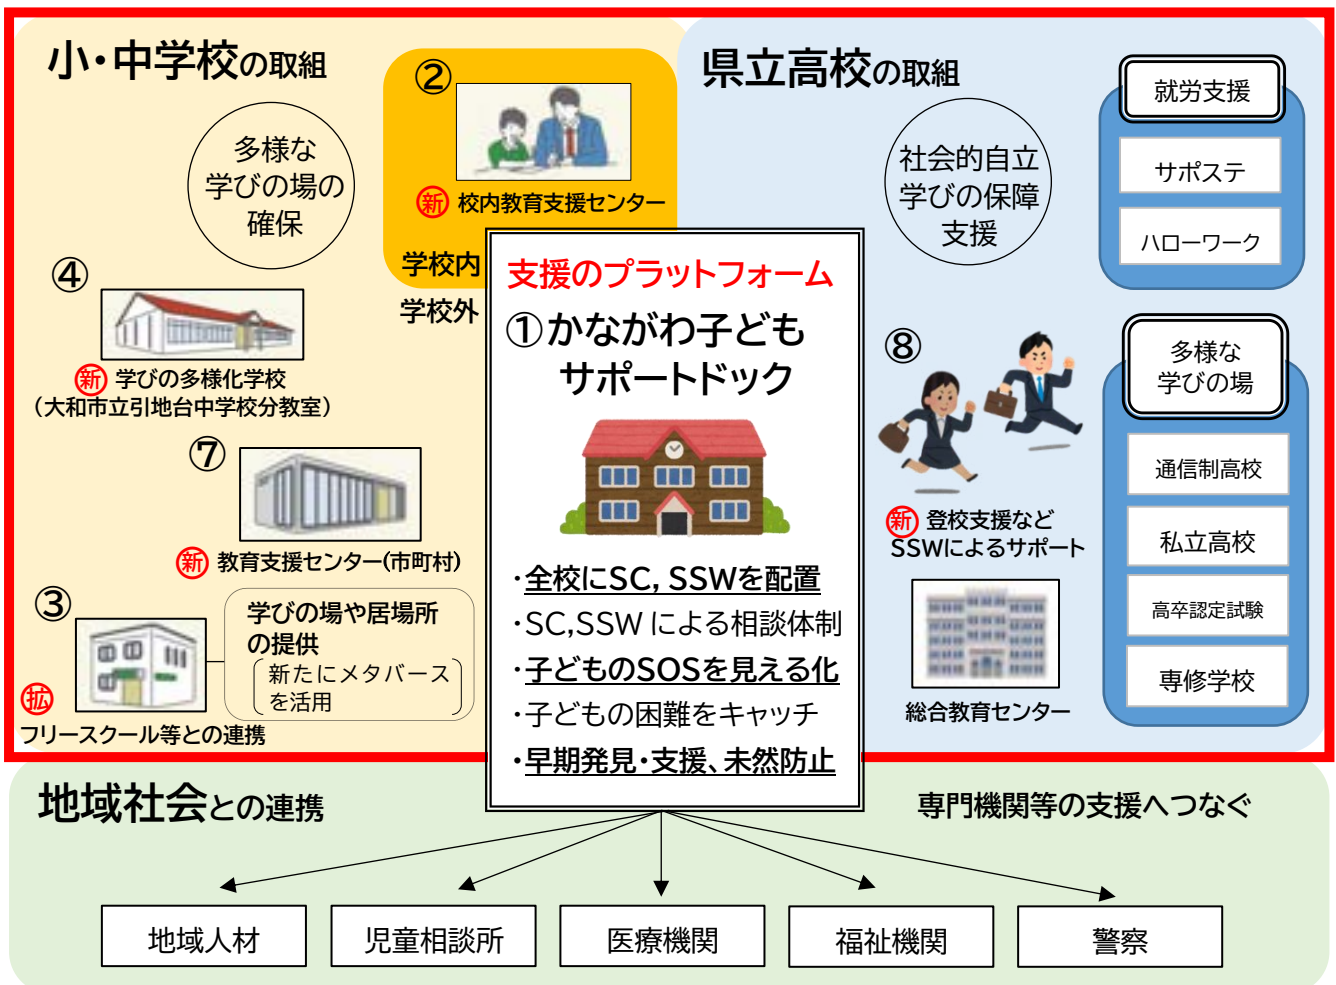 小・中学校の取組
多様な
学びの場の
確保
②
新 校内教育支援センター
学校内
学校外
④
新 学びの多様化学校
（大和市立引地台中学校分教室）
⑦
新 教育支援センター(市町村)
③
学びの場や居場所
の提供
新たにメタバース
を活用
拡
フリースクール等との連携
支援のプラットフォーム
①かながわ子ども
サポートドック
・全校にSC，SSWを配置
・SC,SSWによる相談体制
・子どものSOSを見える化
・子どもの困難をキャッチ
・早期発見・支援、未然防止
県立高校の取組
社会的自立
学びの保障
支援
就労支援
サポステ
ハローワーク
⑧
新 登校支援など
SSWによるサポート
総合教育センター
多様な
学びの場
通信制高校
私立高校
高卒認定試験
専修学校
地域社会との連携
専門機関等の支援へつなぐ
地域人材
児童相談所
医療機関
福祉機関
警察